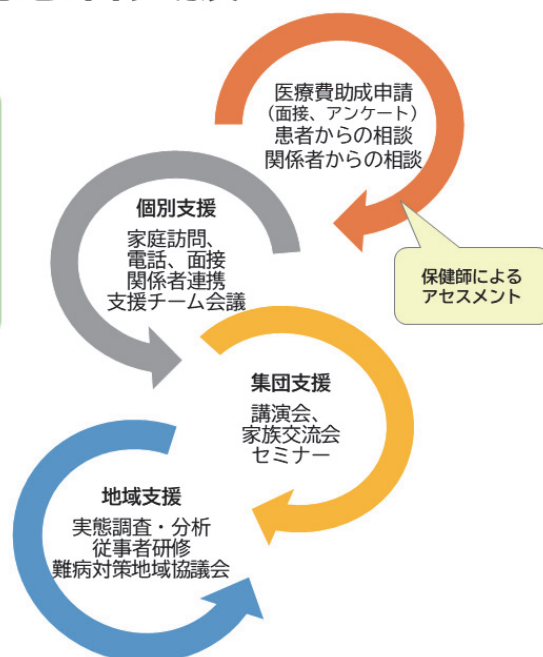 医療費助成申請
（面接、アンケート）
患者からの相談
関係者からの相談
保健師による
アセスメント
個別支援
家庭訪問、
電話、面接
関係者連携
支援チーム会議
集団支援
講演会、
家族交流会
セミナー
地域支援
実態調査・分析
従事者研修
難病対策地域協議会